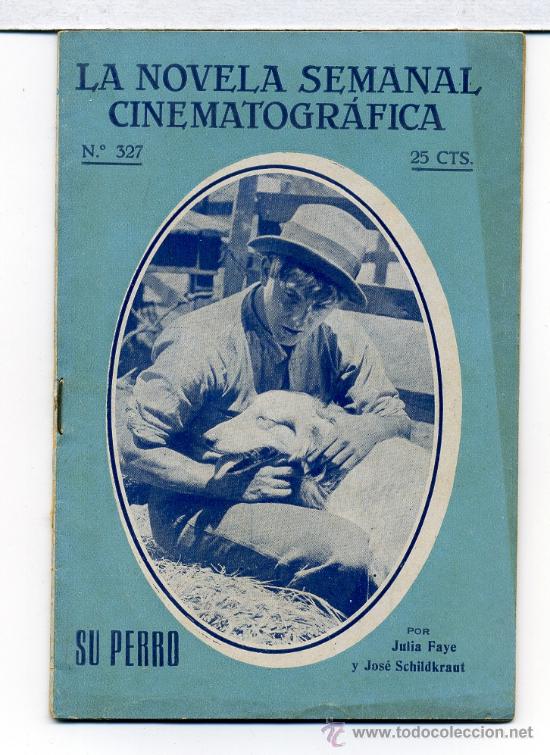 LA NOVELA SEMANAL
CINEMATOGRÁFICA
N.º 327
25 CTS.
SU PERRO
POR
Julia Faye
y José Schildkraut
www.todocoleccion.net